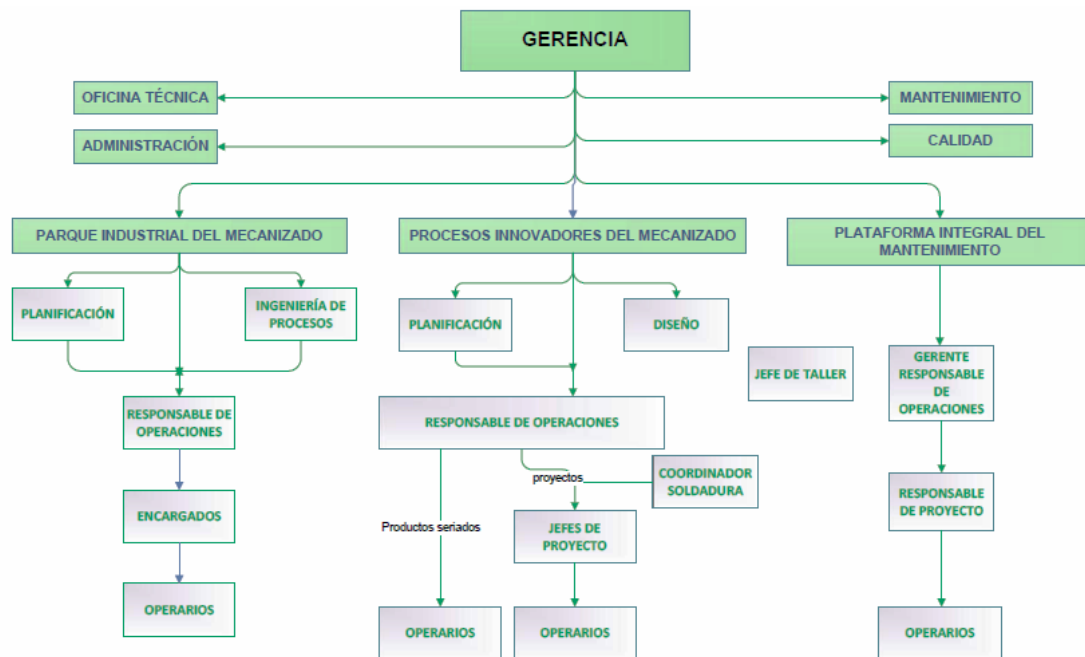 GERENCIA
OFICINA TÉCNICA
MANTENIMIENTO
ADMINISTRACIÓN
CALIDAD
PARQUE INDUSTRIAL DEL MECANIZADO
PROCESOS INNOVADORES DEL MECANIZADO
PLATAFORMA INTEGRAL DEL
MANTENIMIENTO
PLANIFICACIÓN
INGENIERÍA DE
PROCESOS
PLANIFICACIÓN
DISEÑO
JEFE DE TALLER
GERENTE
RESPONSABLE
DE
OPERACIONES
RESPONSABLE DE
OPERACIONES
RESPONSABLE DE OPERACIONES
proyectos
COORDINADOR
SOLDADURA
RESPONSABLE
DE PROYECTO
ENCARGADOS
Productos seriados
JEFES DE
PROYECTO
OPERARIOS
OPERARIOS
OPERARIOS
OPERARIOS